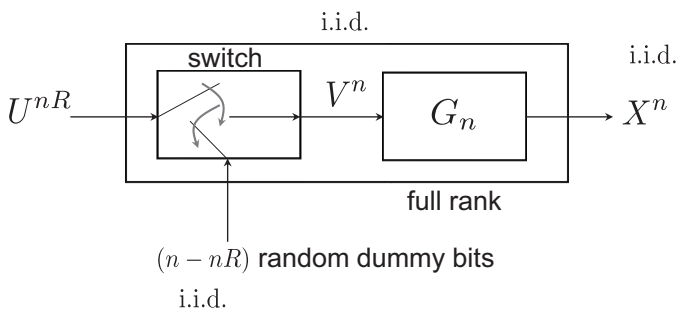 i.i.d.
i.i.d.
switch
U^{nR}
V^n
G_n
X^n
full rank
(n − nR) random dummy bits
i.i.d.